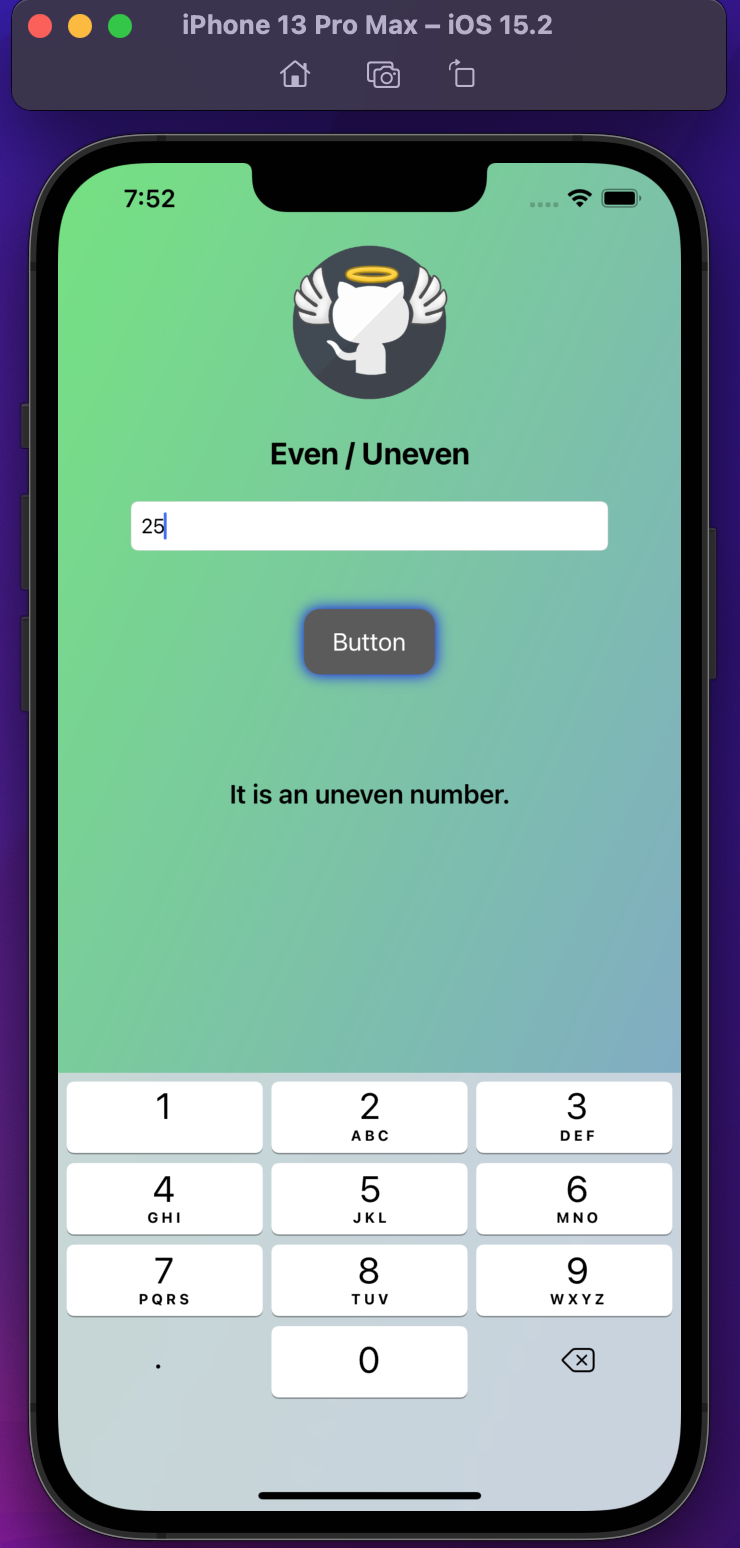 iPhone 13 Pro Max – iOS 15.2
7:52
Even / Uneven
25
Button
It is an uneven number.
1 2 3
ABC DEF
4 5 6
GHI JKL MNO
7 8 9
PQRS TUV WXYZ
. 0